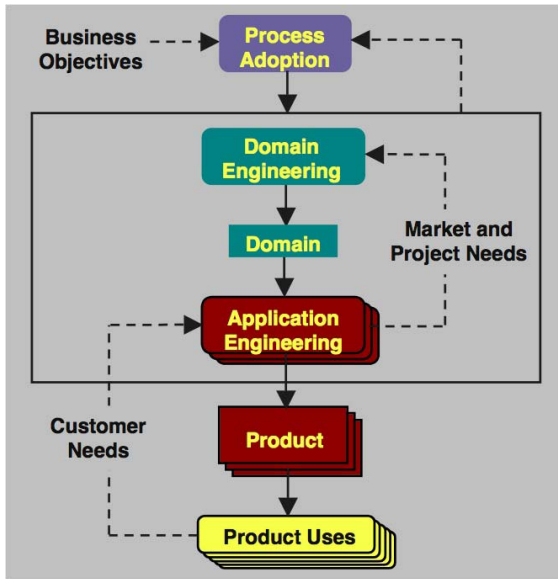 Business
Objectives
Process
Adoption
Domain
Engineering
Market and
Project Needs
Domain
Application
Engineering
Customer
Needs
Product
Product Uses